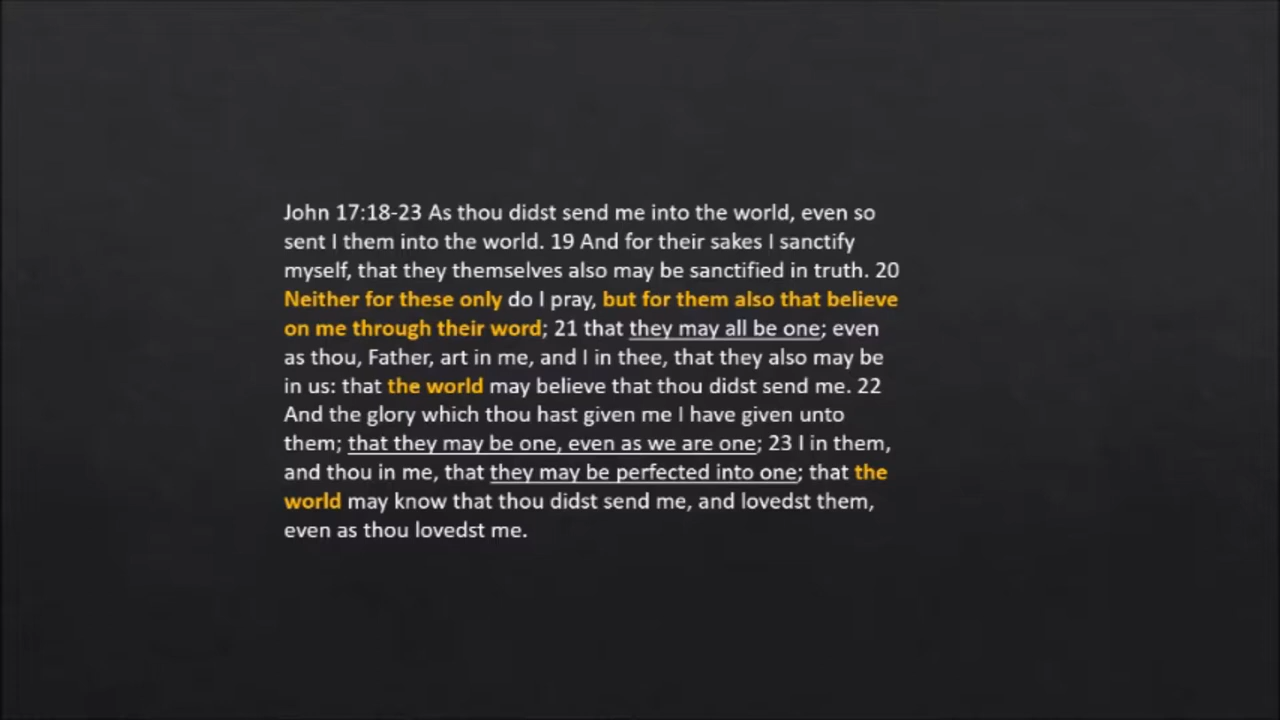 John 17:18-23 As thou didst send me into the world, even so
sent I them into the world. 19 And for their sakes I sanctify
myself, that they themselves also may be sanctified in truth. 20
Neither for these only do I pray, but for them also that believe
on me through their word; 21 that they may all be one; even
as thou, Father, art in me, and I in thee, that they also may be
in us: that the world may believe that thou didst send me. 22
And the glory which thou hast given me I have given unto
them; that they may be one, even as we are one; 23 I in them,
and thou in me, that they may be perfected into one; that the
world may know that thou didst send me, and lovedst them,
even as thou lovedst me.